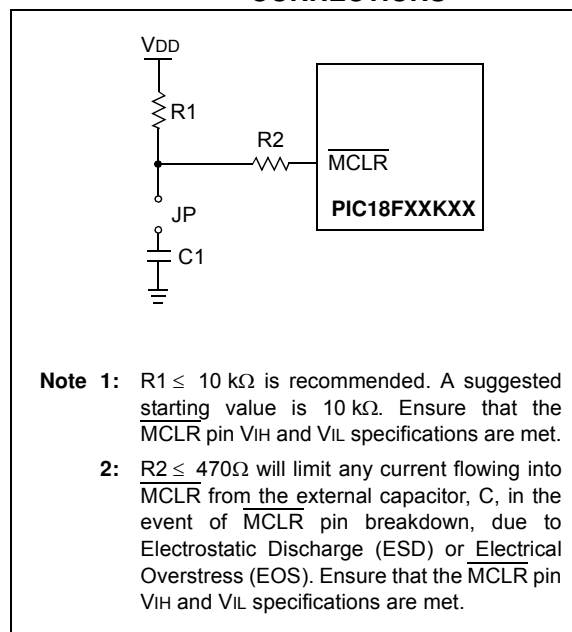 CONNECTIONS
VDD
R1
R2
MCLR
PIC18FXXKXX
JP
C1
Note 1: R1 ≤ 10 kΩ is recommended. A suggested
starting value is 10 kΩ. Ensure that the
MCLR pin VIH and VIL specifications are met.
2: R2 ≤ 470Ω will limit any current flowing into
MCLR from the external capacitor, C, in the
event of MCLR pin breakdown, due to
Electrostatic Discharge (ESD) or Electrical
Overstress (EOS). Ensure that the MCLR pin
VIH and VIL specifications are met.